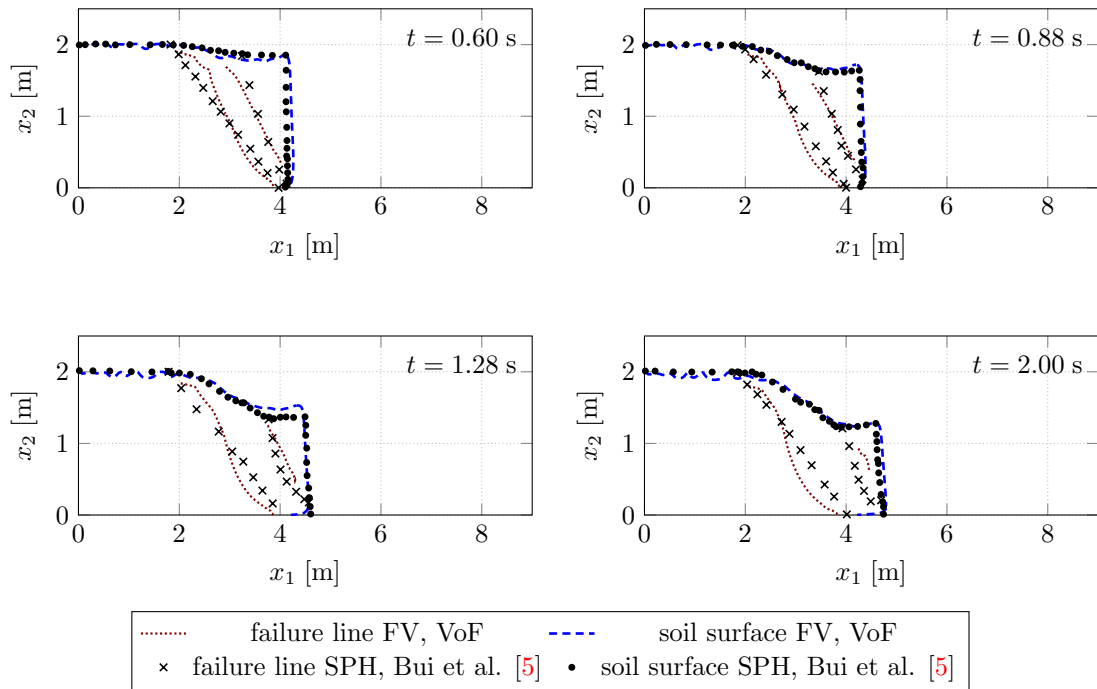 t = 0.60 s
x₂ [m]
2
1
0
0 2 4 6 8
x₁ [m]
t = 0.88 s
x₂ [m]
2
1
0
0 2 4 6 8
x₁ [m]
t = 1.28 s
x₂ [m]
2
1
0
0 2 4 6 8
x₁ [m]
t = 2.00 s
x₂ [m]
2
1
0
0 2 4 6 8
x₁ [m]
failure line FV, VoF soil surface FV, VoF
failure line SPH, Bui et al. [5] soil surface SPH, Bui et al. [5]